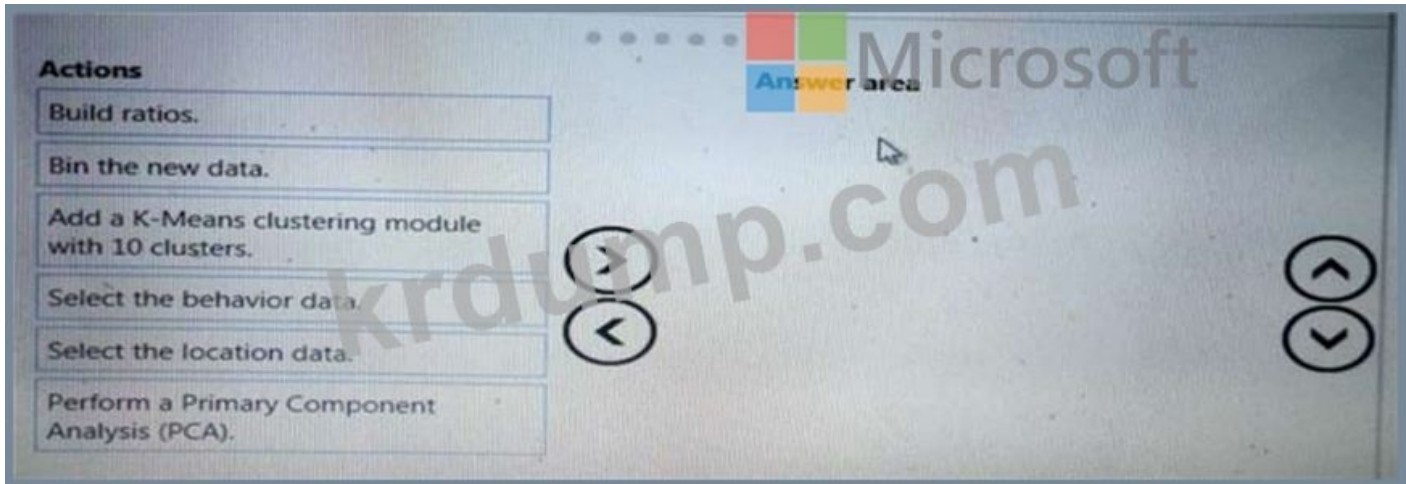 Microsoft
Actions
Answer area
Build ratios.
Bin the new data.
Add a K-Means clustering module
with 10 clusters.
Select the behavior data.
Select the location data.
Perform a Primary Component
Analysis (PCA).
krdump.com